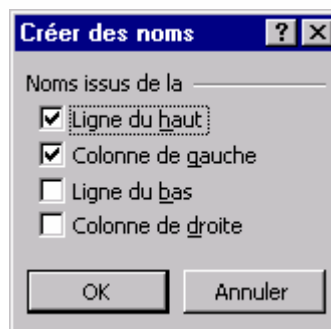 Créer des noms
Noms issus de la
Ligne du haut
Colonne de gauche
Ligne du bas
Colonne de droite
OK Annuler